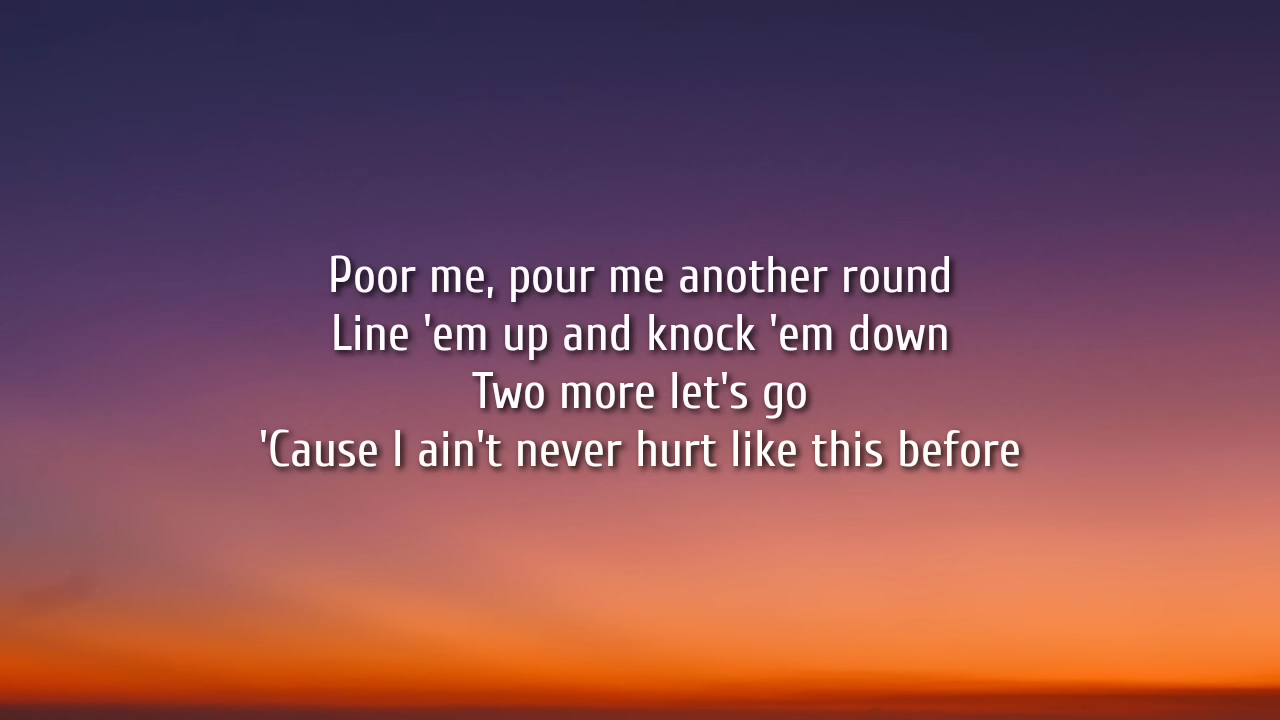 Poor me, pour me another round
Line 'em up and knock 'em down
Two more let's go
'Cause I ain't never hurt like this before